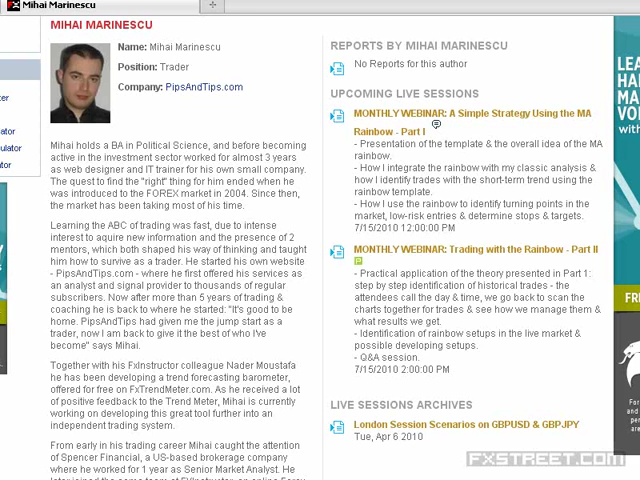 Mihai Marinescu
MIHAI MARINESCU
Name: Mihai Marinescu
Position: Trader
Company: PipsAndTips.com
Mihai holds a BA in Political Science, and before becoming
active in the investment sector worked for almost 3 years
as web designer and IT trainer for his own small company.
The quest to find the "right" thing for him ended when he
was introduced to the FOREX market in 2004. Since then,
the market has been taking most of his time.
Learning the ABC of trading was fast, due to intense
interest to acquire new information and the presence of 2
mentors, which both shaped his way of thinking and taught
him how to survive as a trader. He started his own website
- PipsAndTips.com - where he first offered his services as
an analyst and signal provider to thousands of regular
subscribers. Now after more than 5 years of trading &
coaching he is back to where he started: "It's good to be
home. PipsAndTips had given me the jump start as a
trader, now I am back to give it the best of who I've
become" says Mihai.
Together with his FxInstructor colleague "Nader Moustafa
he has been developing a trend forecasting barometer,
offered for free on FxTrendMeter.com. As he received a lot
of positive feedback to the Trend Meter, Mihai is currently
working on developing this great tool further into an
independent trading system.
From early in his trading career Mihai caught the attention
of Spencer Financial, a US-based brokerage company
where he worked for 1 year as Senior Market Analyst. He
REPORTS BY MIHAI MARINESCU
No Reports for this author
UPCOMING LIVE SESSIONS
MONTHLY WEBINAR: A Simple Strategy Using the MA
Rainbow - Part I
- Presentation of the template & the overall idea of the MA
rainbow.
- How I integrate the rainbow with my classic analysis &
how I identify trades with the short-term trend using the
rainbow template.
- How I use the rainbow to identify turning points in the
market, low-risk entries & determine stops & targets.
7/15/2010 12:00:00 PM
MONTHLY WEBINAR: Trading with the Rainbow - Part II
P
- Practical application of the theory presented in Part 1:
step by step identification of historical trades - the
attendees call the day & time, we go back to scan the
charts together for trades & see how we manage them &
what results we get.
- Identification of rainbow setups in the live market &
possible developing setups.
- Q&A session.
7/15/2010 2:00:00 PM
LIVE SESSIONS ARCHIVES
London Session Scenarios on GBPUSD & GBPJPY
Tue, Apr 6 2010
FXSTREET.COM